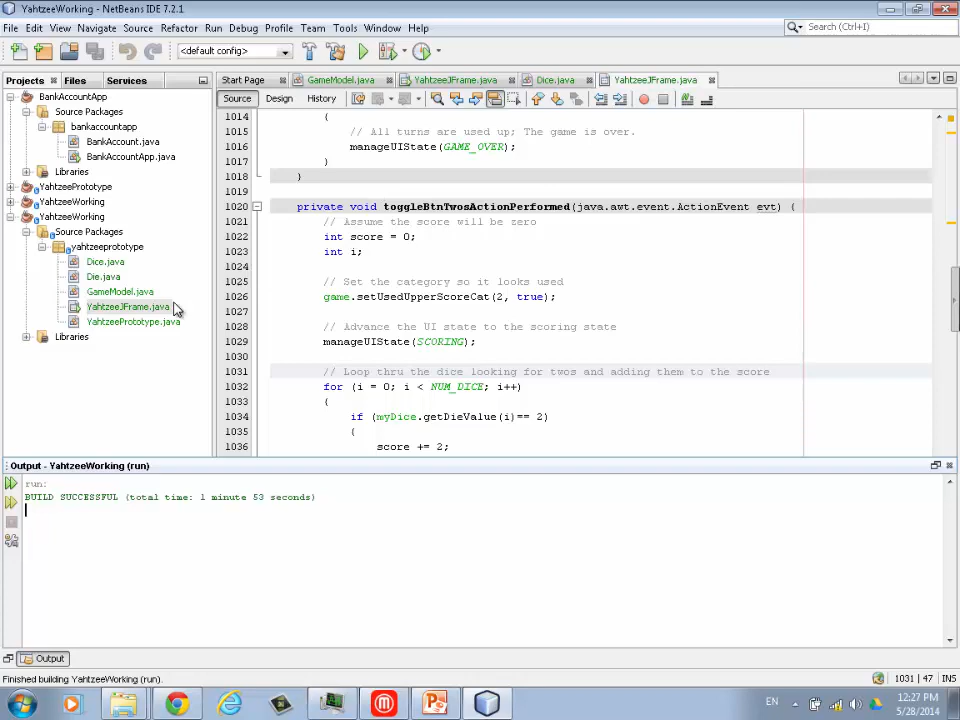 YahtzeeWorking - NetBeans IDE 7.2.1
File Edit View Navigate Source Refactor Run Debug Profile Team Tools Window Help
Search (Ctrl+I)
<default config>
Projects Files Services
Start Page GameModel.java YahtzeeJFrame.java Dice.java YahtzeeJFrame.java
Source Design History
BankAccountApp
Source Packages
bankaccountapp
BankAccount.java
BankAccountApp.java
Libraries
YahtzeePrototype
YahtzeeWorking
YahtzeeWorking
Source Packages
yahtzeeprototype
Dice.java
Die.java
GameModel.java
YahtzeeJFrame.java
YahtzeePrototype.java
Libraries
1014 {
1015 // All turns are used up; The game is over.
1016 manageUIState(GAME_OVER);
1017 }
1018 }
1019
1020 private void toggleBtnTwosActionPerformed(java.awt.event.ActionEvent evt) {
1021 // Assume the score will be zero
1022 int score = 0;
1023 int i;
1024
1025 // Set the category so it looks used
1026 game.setUsedUpperScoreCat(2, true);
1027
1028 // Advance the UI state to the scoring state
1029 manageUIState(SCORING);
1030
1031 // Loop thru the dice looking for twos and adding them to the score
1032 for (i = 0; i < NUM_DICE; i++)
1033 {
1034 if (myDice.getDieValue(i)== 2)
1035 {
1036 score += 2;
Output - YahtzeeWorking (run)
run:
BUILD SUCCESSFUL (total time: 1 minute 53 seconds)
Output
Finished building YahtzeeWorking (run).
1031 | 47 INS
EN
12:27 PM
5/28/2014